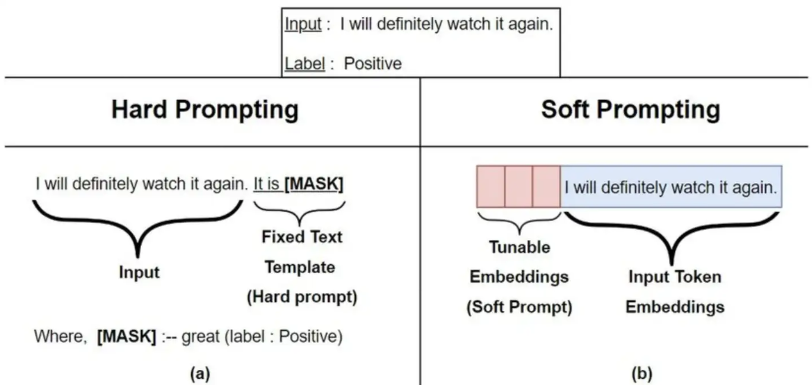 Input : I will definitely watch it again.
Label : Positive
Hard Prompting
Soft Prompting
I will definitely watch it again. It is [MASK]
Input
Fixed Text
Template
(Hard prompt)
Where, [MASK] :-- great (label : Positive)
(a)
I will definitely watch it again.
Tunable
Embeddings
(Soft Prompt)
Input Token
Embeddings
(b)